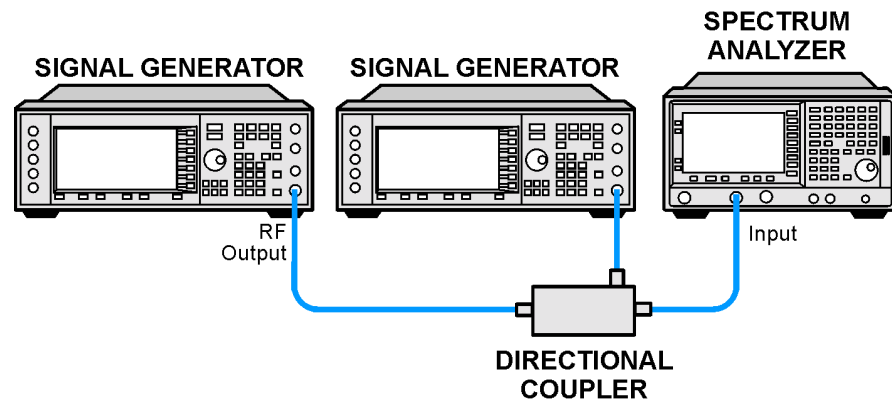 SPECTRUM
ANALYZER
SIGNAL GENERATOR
SIGNAL GENERATOR
RF
Output
Input
DIRECTIONAL
COUPLER